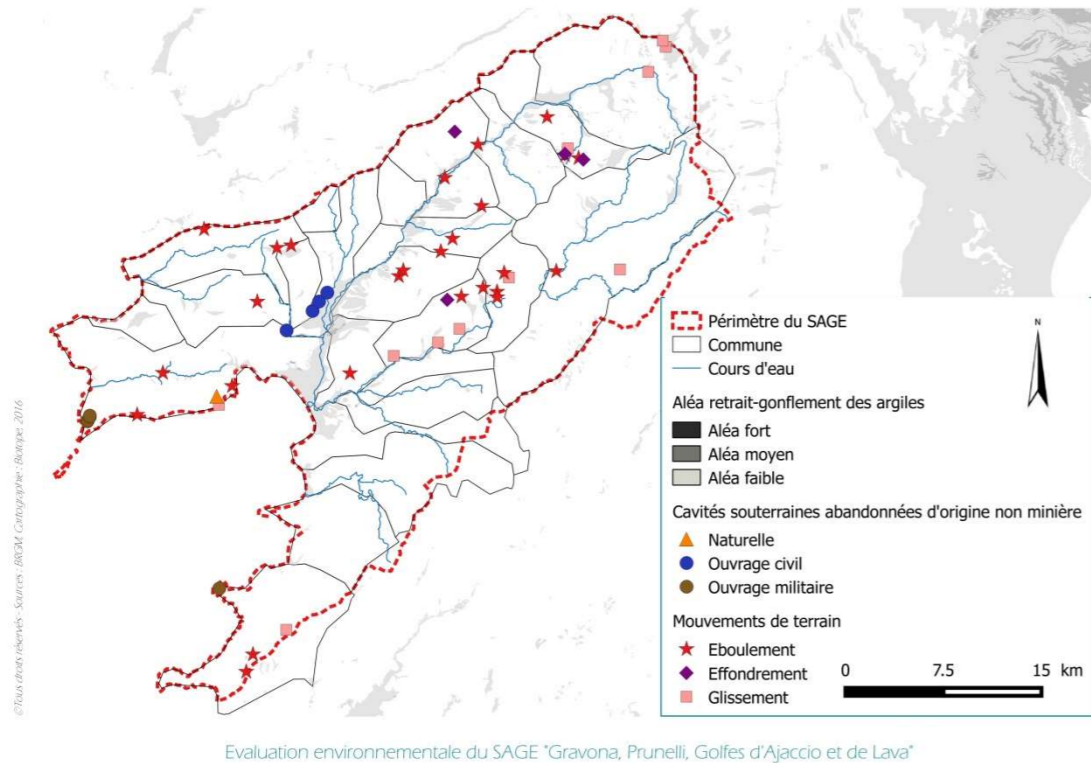 Périmètre du SAGE
Commune
Cours d'eau
Aléa retrait-gonflement des argiles
Aléa fort
Aléa moyen
Aléa faible
Cavités souterraines abandonnées d'origine non minière
Naturelle
Ouvrage civil
Ouvrage militaire
Mouvements de terrain
Eboulement
Effondrement
Glissement
N
0 7.5 15 km
©Tous droits réservés - Sources : BRGM, Cartographie : Biotope, 2016
Evaluation environnementale du SAGE "Gravona, Prunelli, Golfes d'Ajaccio et de Lava"